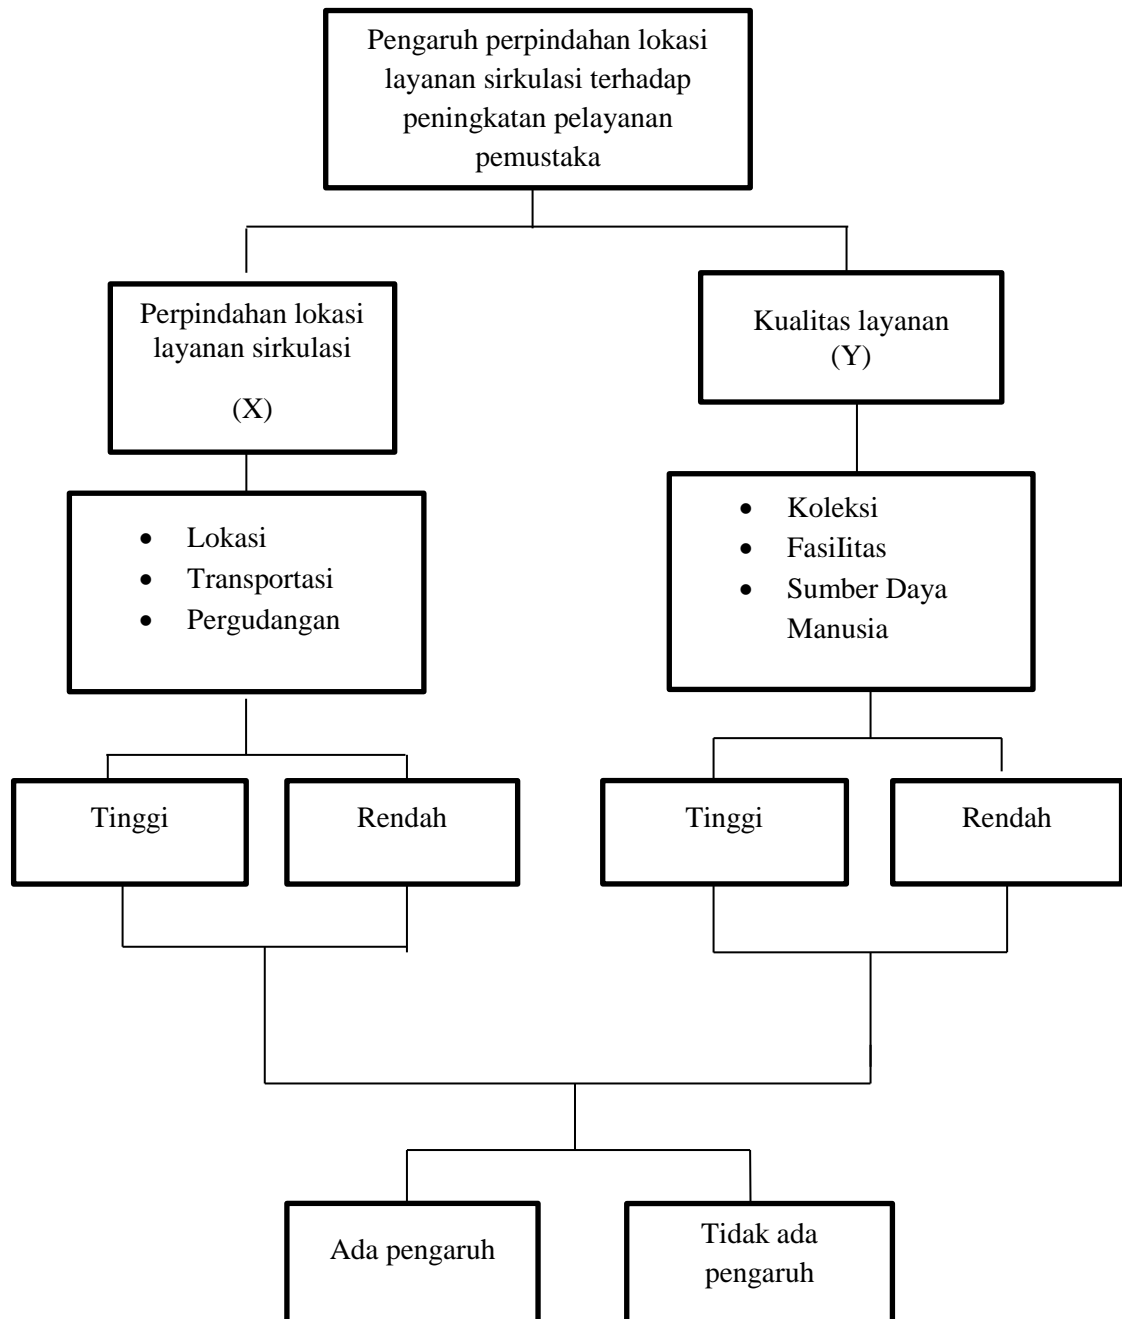 Pengaruh perpindahan lokasi
layanan sirkulasi terhadap
peningkatan pelayanan
pemustaka
Perpindahan lokasi
layanan sirkulasi
(X)
Kualitas layanan
(Y)
• Lokasi
• Transportasi
• Pergudangan
• Koleksi
• FasiIitas
• Sumber Daya
Manusia
Tinggi
Rendah
Tinggi
Rendah
Ada pengaruh
Tidak ada
pengaruh